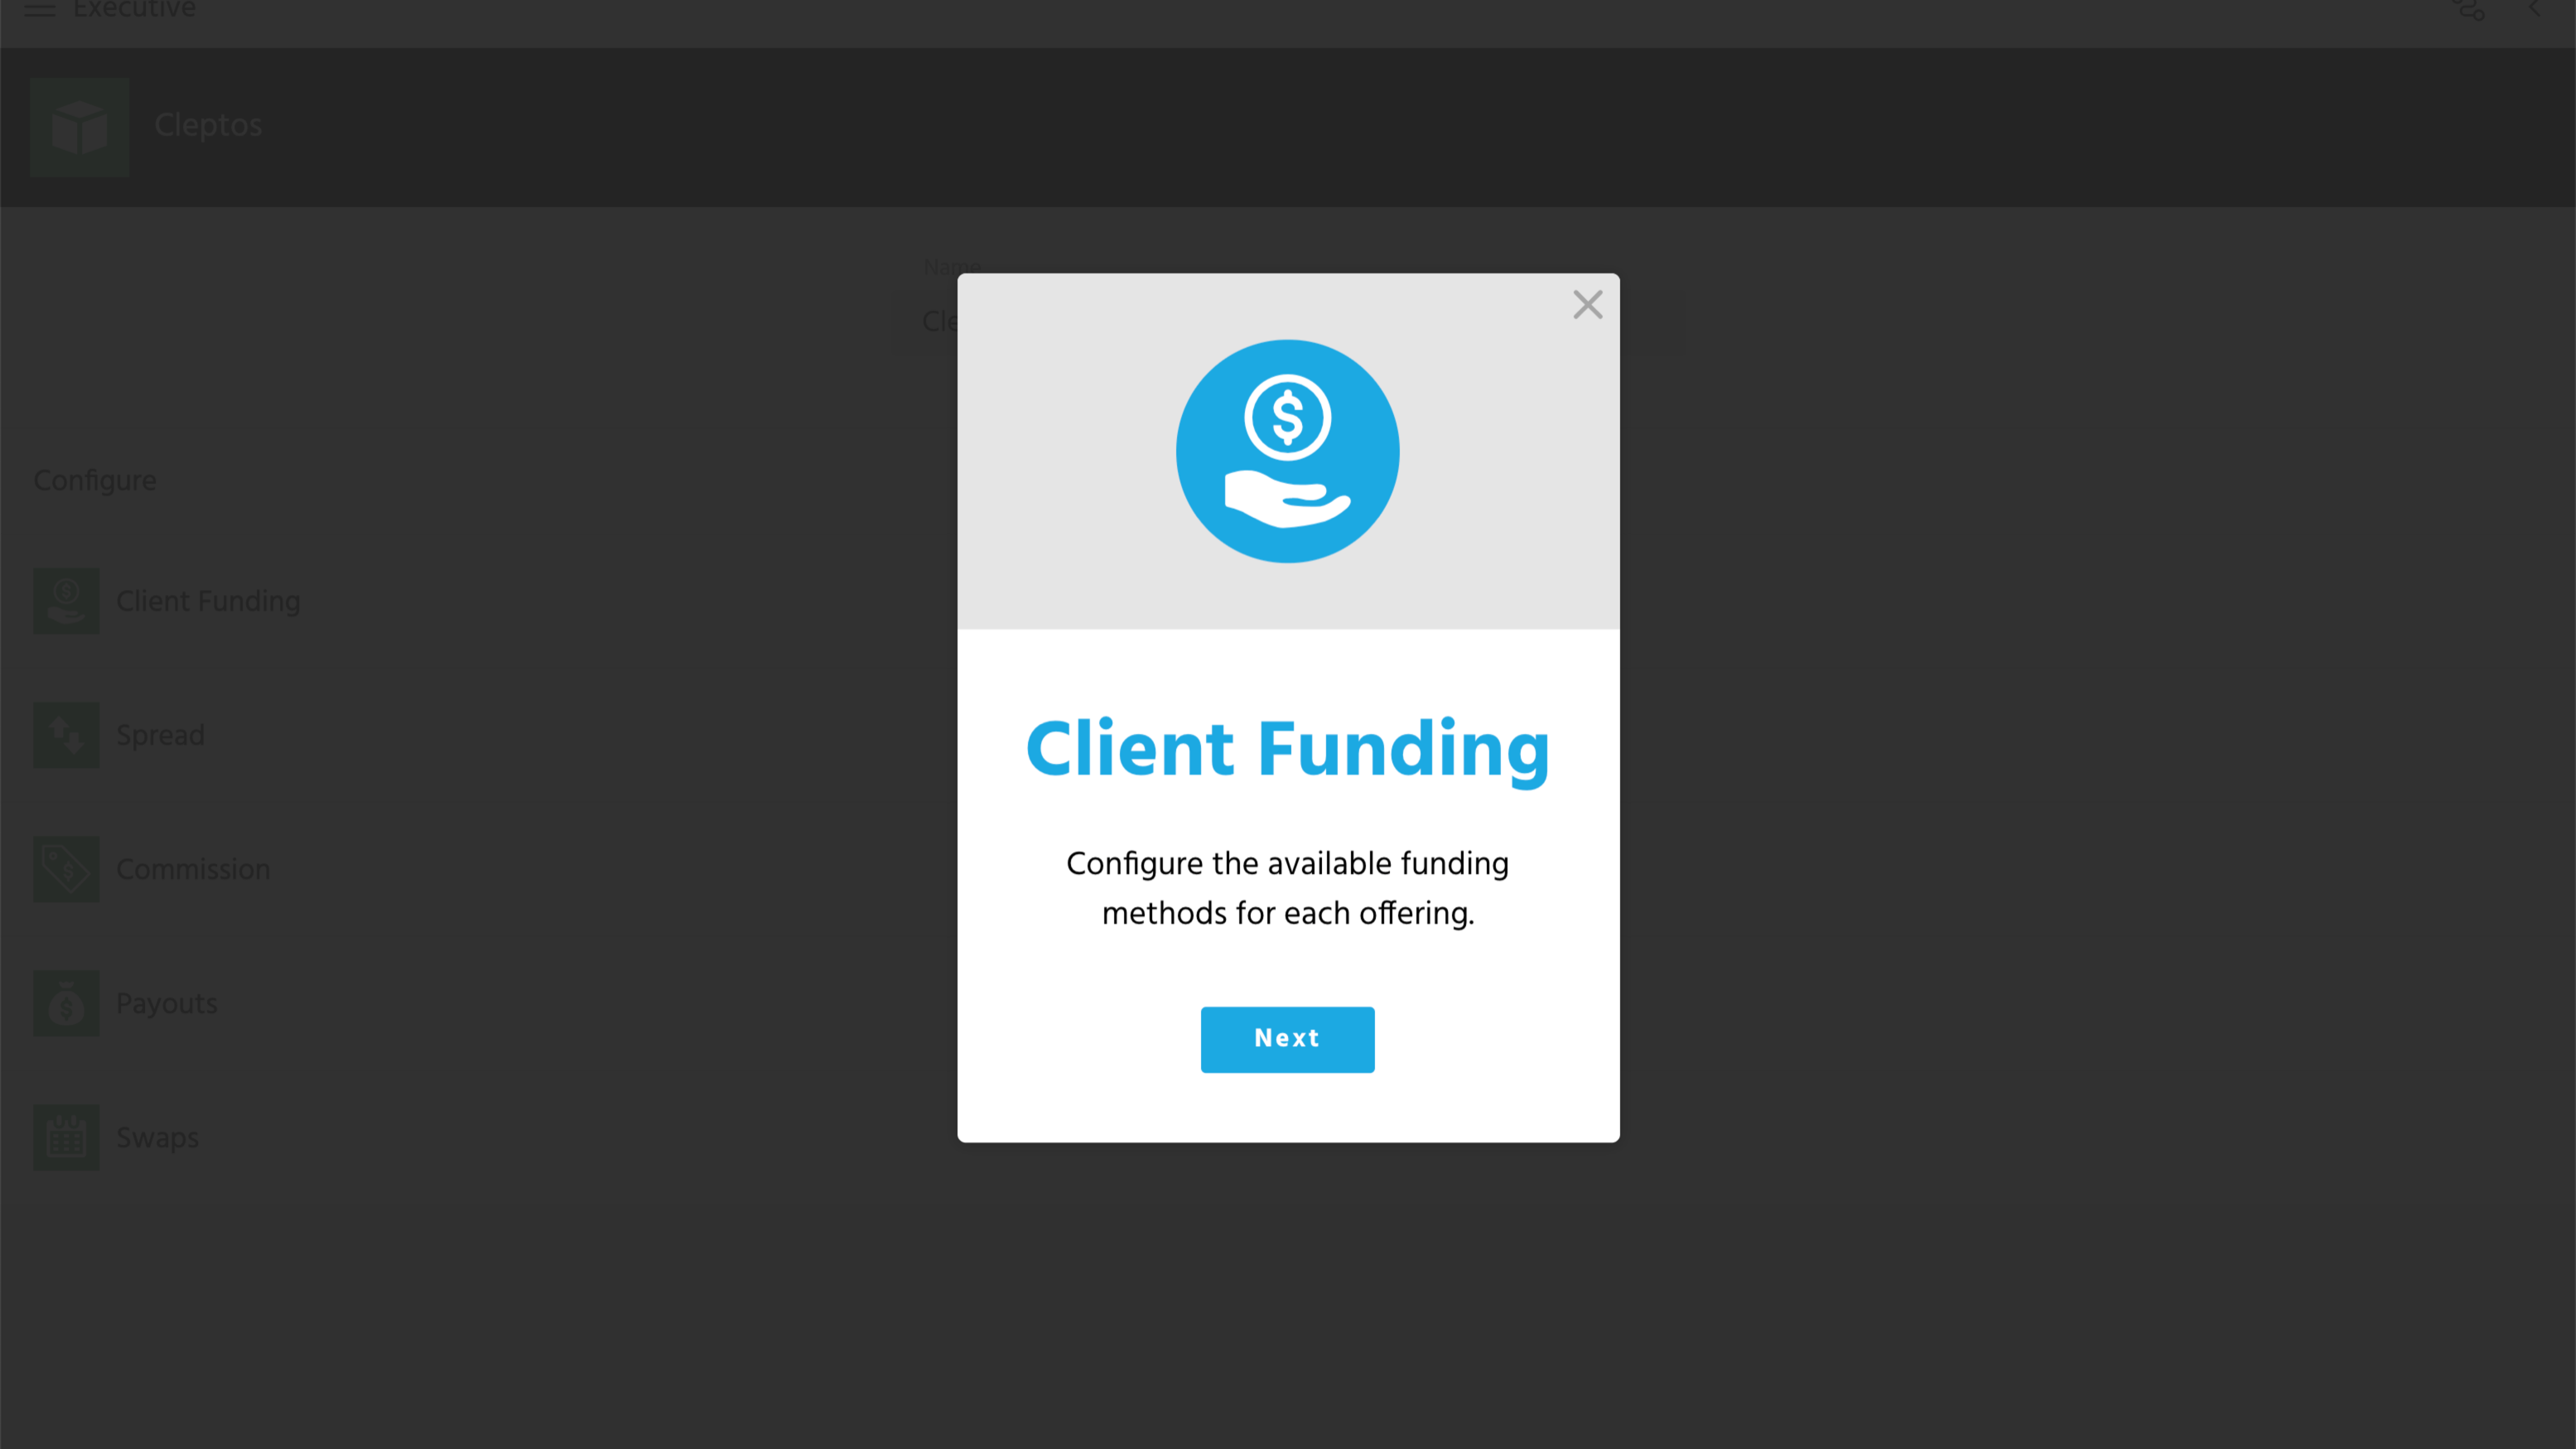 Executive
Cleptos
Name
Cle
Configure
Client Funding
Spread
Commission
Payouts
Swaps
Client Funding
Configure the available funding
methods for each offering.
Next